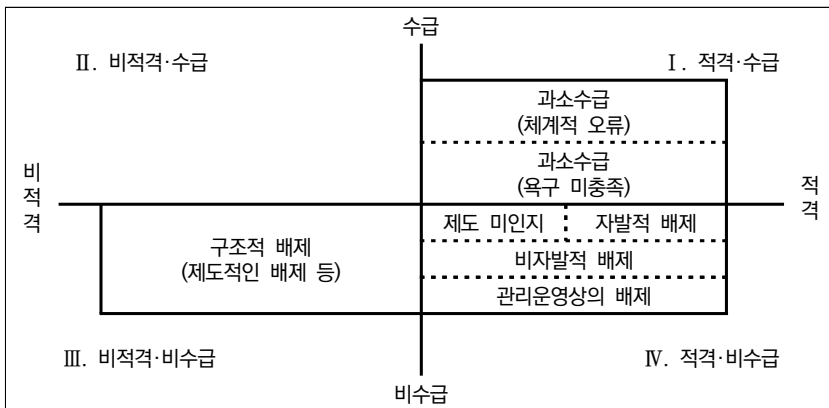 수급
Ⅱ. 비적격·수급
Ⅰ. 적격·수급
과소수급
(체계적 오류)
과소수급
(욕구 미충족)
비적격
적격
제도 미인지
자발적 배제
구조적 배제
(제도적인 배제 등)
비자발적 배제
관리운영상의 배제
Ⅲ. 비적격·비수급
Ⅳ. 적격·비수급
비수급